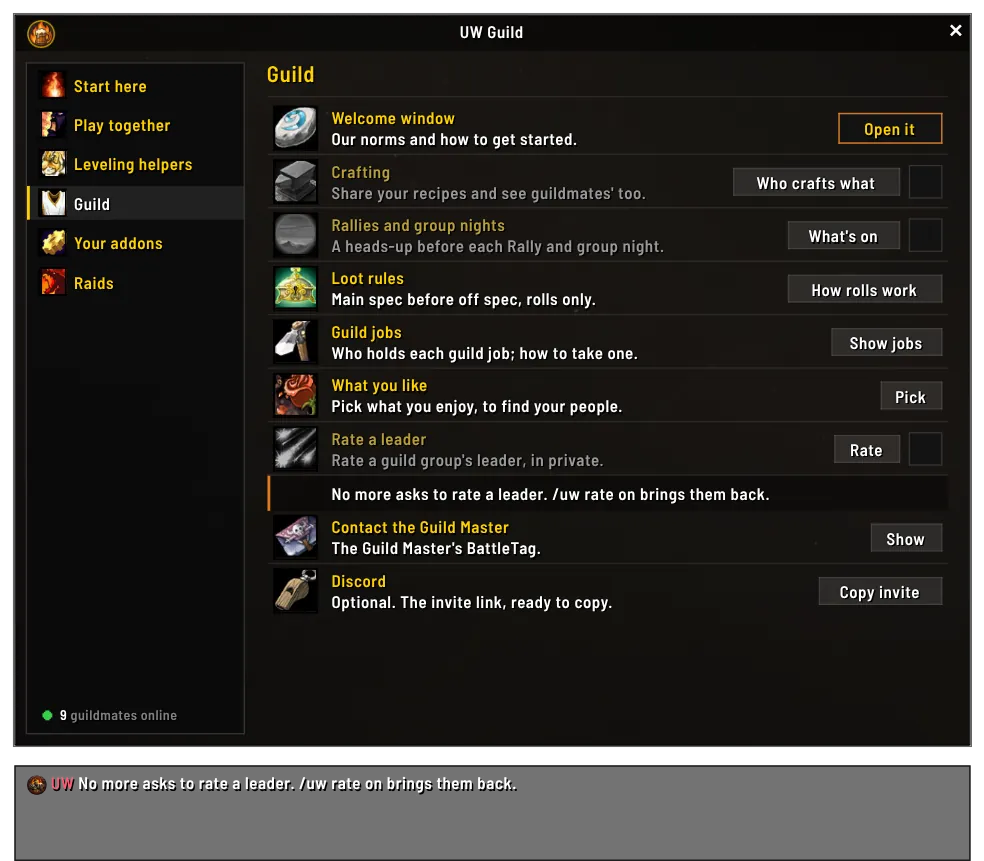 UW Guild
Start here
Play together
Leveling helpers
Guild
Your addons
Raids
9 guildmates online
Guild
Welcome window
Our norms and how to get started.
Open it
Crafting
Share your recipes and see guildmates' too.
Who crafts what
Rallies and group nights
A heads-up before each Rally and group night.
What's on
Loot rules
Main spec before off spec, rolls only.
How rolls work
Guild jobs
Who holds each guild job; how to take one.
Show jobs
What you like
Pick what you enjoy, to find your people.
Pick
Rate a leader
Rate a guild group's leader, in private.
Rate
No more asks to rate a leader. /uw rate on brings them back.
Contact the Guild Master
The Guild Master's BattleTag.
Show
Discord
Optional. The invite link, ready to copy.
Copy invite
UW No more asks to rate a leader. /uw rate on brings them back.